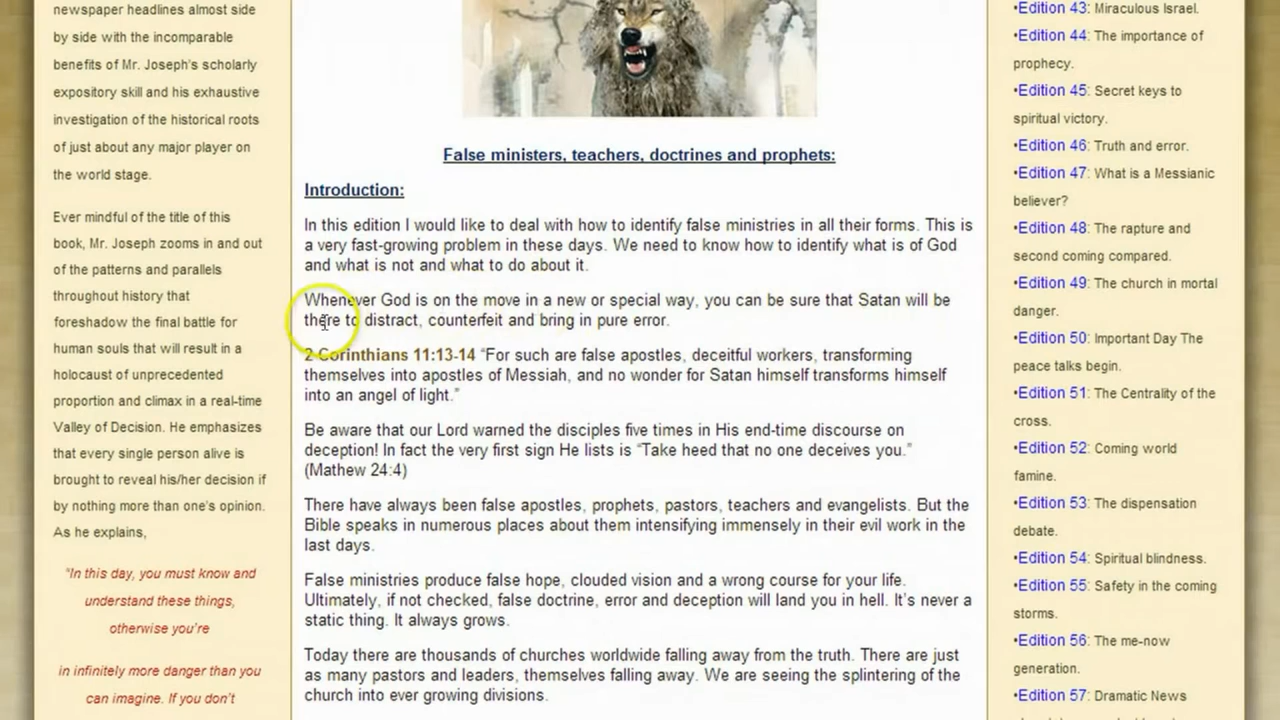 newspaper headlines almost side
by side with the incomparable
benefits of Mr. Joseph's scholarly
expository skill and his exhaustive
investigation of the historical roots
of just about any major player on
the world stage.
Ever mindful of the title of this
book, Mr. Joseph zooms in and out
of the patterns and parallels
throughout history that
foreshadow the final battle for
human souls that will result in a
holocaust of unprecedented
proportion and climax in a real-time
Valley of Decision. He emphasizes
that every single person alive is
brought to reveal his/her decision if
by nothing more than one's opinion.
As he explains,
“In this day, you must know and
understand these things,
otherwise you're
in infinitely more danger than you
can imagine. If you don't
False ministers, teachers, doctrines and prophets:
Introduction:
In this edition I would like to deal with how to identify false ministries in all their forms. This is
a very fast-growing problem in these days. We need to know how to identify what is of God
and what is not and what to do about it.
Whenever God is on the move in a new or special way, you can be sure that Satan will be
there to distract, counterfeit and bring in pure error.
2 Corinthians 11:13-14 “For such are false apostles, deceitful workers, transforming
themselves into apostles of Messiah, and no wonder for Satan himself transforms himself
into an angel of light.”
Be aware that our Lord warned the disciples five times in His end-time discourse on
deception! In fact the very first sign He lists is “Take heed that no one deceives you.”
(Mathew 24:4)
There have always been false apostles, prophets, pastors, teachers and evangelists. But the
Bible speaks in numerous places about them intensifying immensely in their evil work in the
last days.
False ministries produce false hope, clouded vision and a wrong course for your life.
Ultimately, if not checked, false doctrine, error and deception will land you in hell. It's never a
static thing. It always grows.
Today there are thousands of churches worldwide falling away from the truth. There are just
as many pastors and leaders, themselves falling away. We are seeing the splintering of the
church into ever growing divisions.
•Edition 43: Miraculous Israel.
•Edition 44: The importance of
prophecy.
•Edition 45: Secret keys to
spiritual victory.
•Edition 46: Truth and error.
•Edition 47: What is a Messianic
believer?
•Edition 48: The rapture and
second coming compared.
•Edition 49: The church in mortal
danger.
•Edition 50: Important Day The
peace talks begin.
•Edition 51: The Centrality of the
cross.
•Edition 52: Coming world
famine.
•Edition 53: The dispensation
debate.
•Edition 54: Spiritual blindness.
•Edition 55: Safety in the coming
storms.
•Edition 56: The me-now
generation.
•Edition 57: Dramatic News